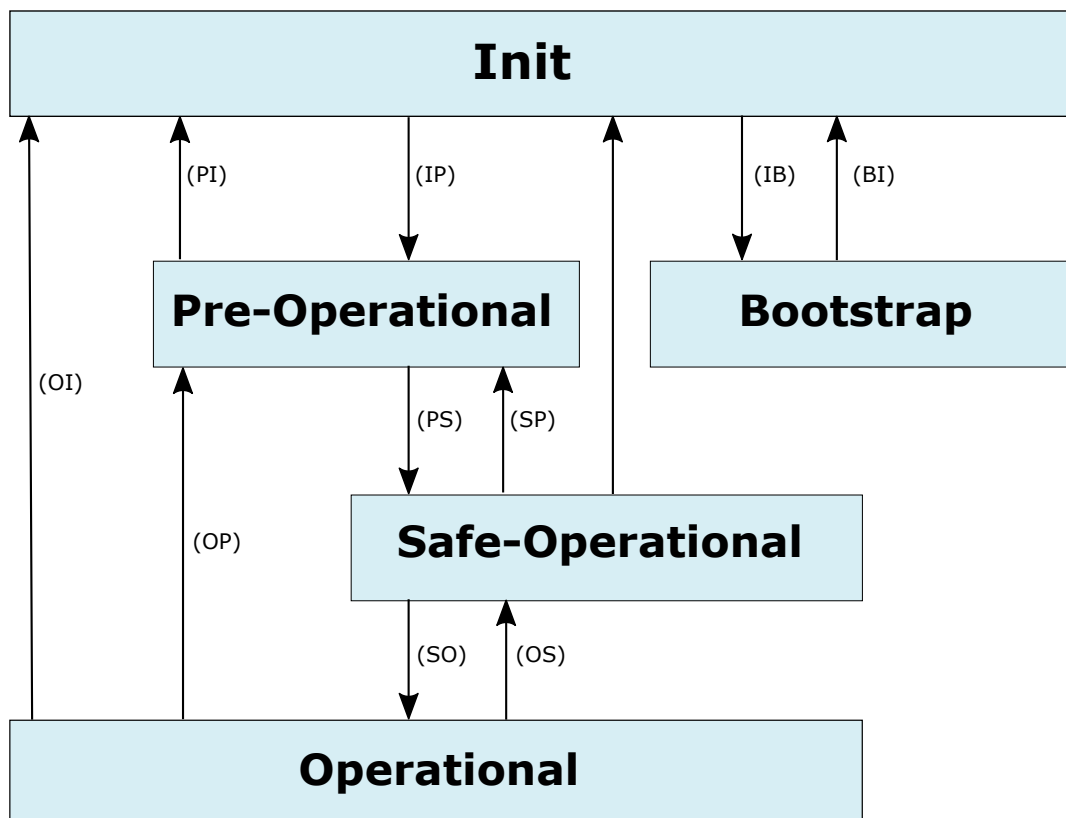 Init
(PI)
(IP)
(IB)
(BI)
Pre-Operational
Bootstrap
(OI)
(PS)
(SP)
(OP)
Safe-Operational
(SO)
(OS)
Operational